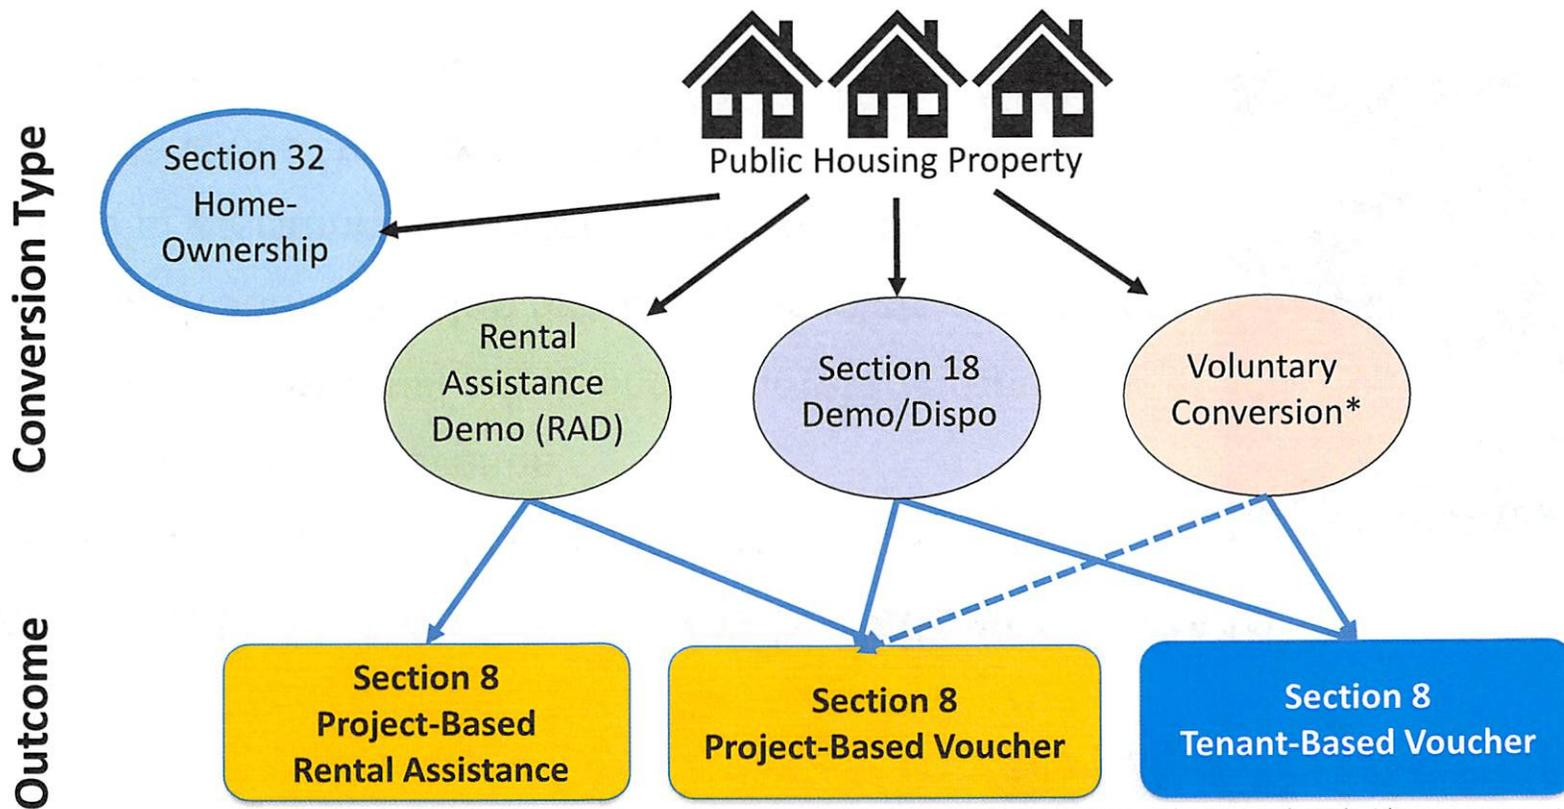 Public Housing Property
Conversion Type
Section 32
Home-
Ownership
Rental
Assistance
Demo (RAD)
Section 18
Demo/Dispo
Voluntary
Conversion*
Outcome
Section 8
Project-Based
Rental Assistance
Section 8
Project-Based Voucher
Section 8
Tenant-Based Voucher